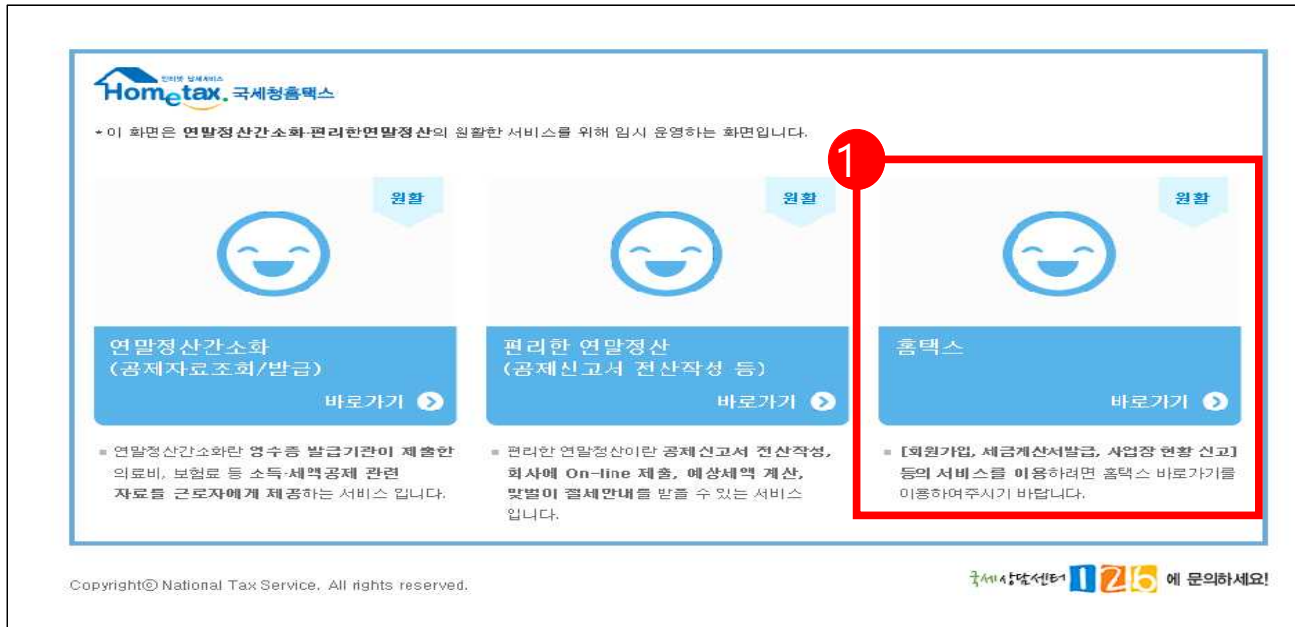 인터넷 납세서비스
Hometax. 국세청홈택스
*이 화면은 연말정산간소화·편리한연말정산의 원활한 서비스를 위해 임시 운영하는 화면입니다.
1
원활
원활
원활
연말정산간소화
(공제자료조회/발급)
바로가기
편리한 연말정산
(공제신고서 전산작성 등)
바로가기
홈택스
바로가기
연말정산간소화란 영수증 발급기관이 제출한
의료비, 보험료 등 소득·세액공제 관련
자료를 근로자에게 제공하는 서비스 입니다.
편리한 연말정산이란 공제신고서 전산작성,
회사에 On-line 제출, 예상세액 계산,
맞벌이 절세안내를 받을 수 있는 서비스
입니다.
[회원가입, 세금계산서발급, 사업장 현황 신고]
등의 서비스를 이용하려면 홈택스 바로가기를
이용하여주시기 바랍니다.
Copyrightⓒ National Tax Service. All rights reserved.
국세상담센터 126 에 문의하세요!